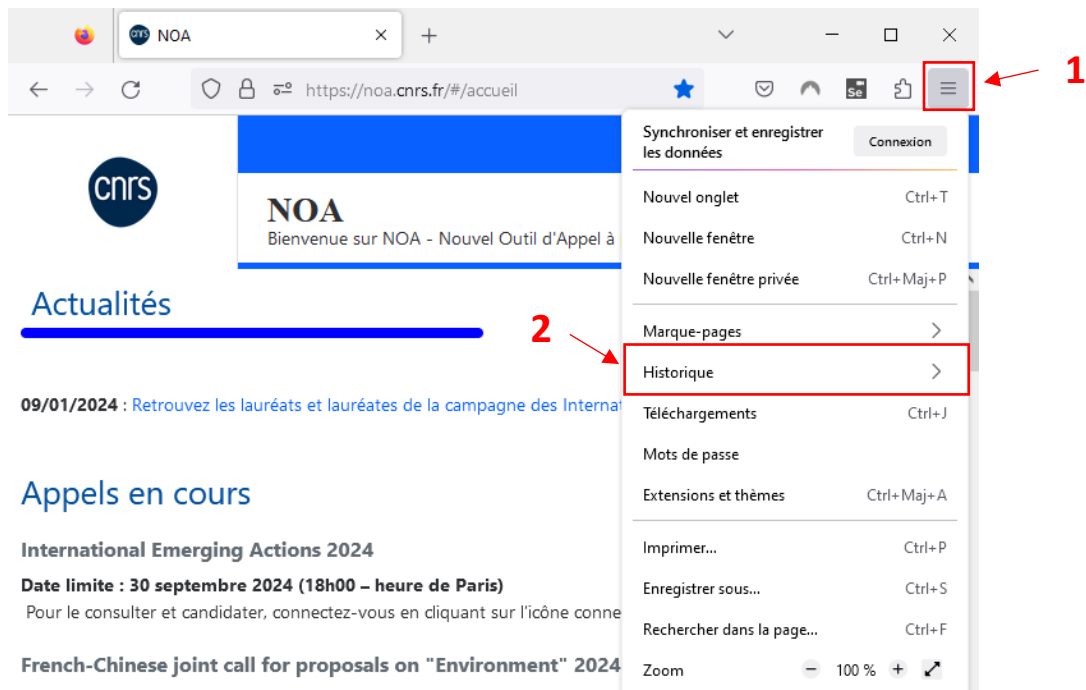 NOA
1
https://noa.cnrs.fr/#/accueil
Se
Synchroniser et enregistrer
les données
Connexion
cnrs
NOA
Bienvenue sur NOA - Nouvel Outil d'Appel à
Nouvel onglet Ctrl+T
Nouvelle fenêtre Ctrl+N
Nouvelle fenêtre privée Ctrl+Maj+P
Actualités
2
Marque-pages
Historique
09/01/2024 : Retrouvez les lauréats et lauréates de la campagne des Internat
Téléchargements Ctrl+J
Mots de passe
Extensions et thèmes Ctrl+Maj+A
Appels en cours
International Emerging Actions 2024
Imprimer... Ctrl+P
Date limite : 30 septembre 2024 (18h00 – heure de Paris)
Enregistrer sous... Ctrl+S
Pour le consulter et candidater, connectez-vous en cliquant sur l'icône conne
Rechercher dans la page... Ctrl+F
French-Chinese joint call for proposals on "Environment" 2024
Zoom − 100 % +